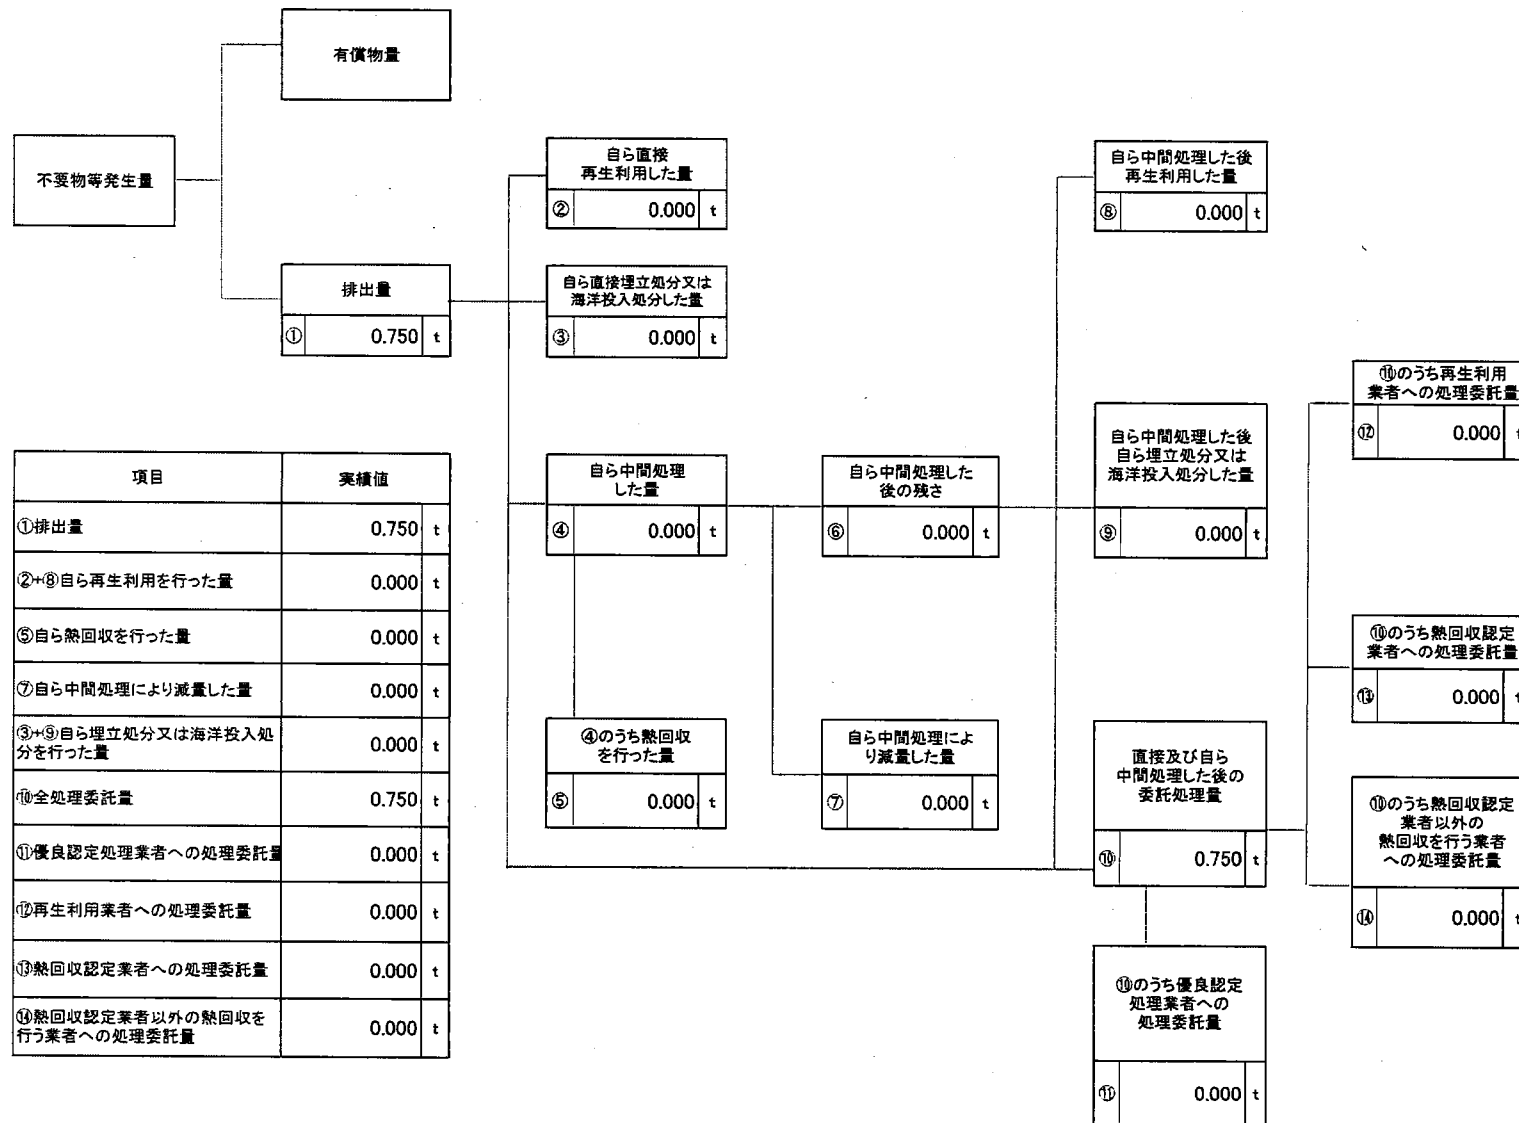 有償物量
不要物等発生量
排出量
① 0.750 t
自ら直接
再生利用した量
② 0.000 t
自ら直接埋立処分又は
海洋投入処分した量
③ 0.000 t
自ら中間処理した後
再生利用した量
⑧ 0.000 t
自ら中間処理
した量
④ 0.000 t
自ら中間処理した
後の残さ
⑥ 0.000 t
自ら中間処理した後
自ら埋立処分又は
海洋投入処分した量
⑨ 0.000 t
⑩のうち再生利用
業者への処理委託量
⑫ 0.000 t
④のうち熱回収
を行った量
⑤ 0.000 t
自ら中間処理によ
り減量した量
⑦ 0.000 t
直接及び自ら
中間処理した後の
委託処理量
⑩ 0.750 t
⑩のうち熱回収認定
業者への処理委託量
⑬ 0.000 t
⑩のうち熱回収認定
業者以外の
熱回収を行う業者
への処理委託量
⑭ 0.000 t
⑩のうち優良認定
処理業者への
処理委託量
⑪ 0.000 t
項目 実績値
①排出量 0.750 t
②+⑧自ら再生利用を行った量 0.000 t
⑤自ら熱回収を行った量 0.000 t
⑦自ら中間処理により減量した量 0.000 t
③+⑨自ら埋立処分又は海洋投入処
分を行った量 0.000 t
⑩全処理委託量 0.750 t
⑪優良認定処理業者への処理委託量 0.000 t
⑫再生利用業者への処理委託量 0.000 t
⑬熱回収認定業者への処理委託量 0.000 t
⑭熱回収認定業者以外の熱回収を
行う業者への処理委託量 0.000 t